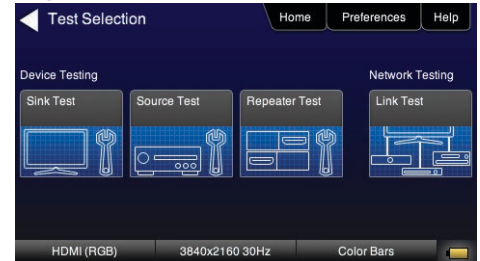 Test Selection Home Preferences Help
Device Testing Network Testing
Sink Test Source Test Repeater Test Link Test
HDMI (RGB) 3840x2160 30Hz Color Bars